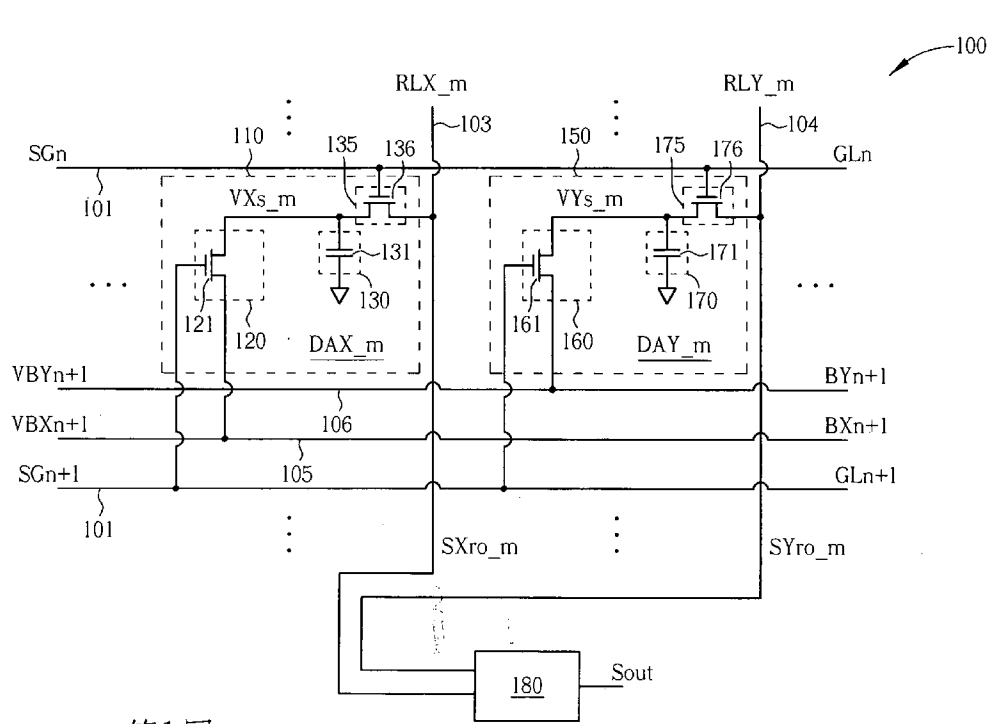 100
RLX_m
RLY_m
103
104
110
135
136
150
175
176
SGn
GLn
101
VXs_m
VYs_m
131
171
130
170
121
120
161
160
DAX_m
DAY_m
VBYn+1
BYn+1
106
VBXn+1
BXn+1
105
SGn+1
GLn+1
101
SXro_m
SYro_m
180
Sout